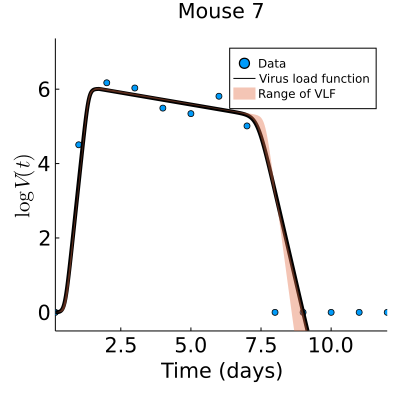 Mouse 7
Data
Virus load function
Range of VLF
6
4
2
0
log V(t)
2.5 5.0 7.5 10.0
Time (days)